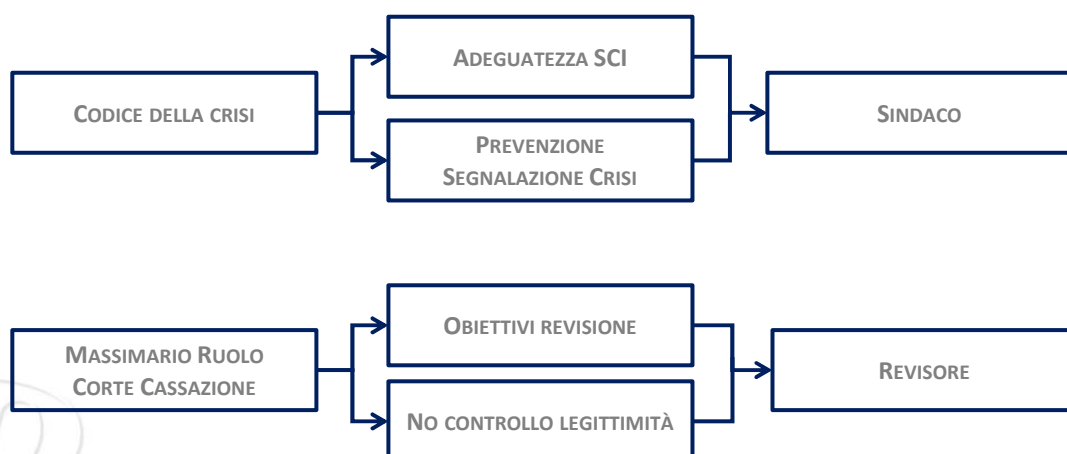 CODICE DELLA CRISI
ADEGUATEZZA SCI
PREVENZIONE
SEGNALAZIONE CRISI
SINDACO
MASSIMARIO RUOLO
CORTE CASSAZIONE
OBIETTIVI REVISIONE
NO CONTROLLO LEGITTIMITÀ
REVISORE